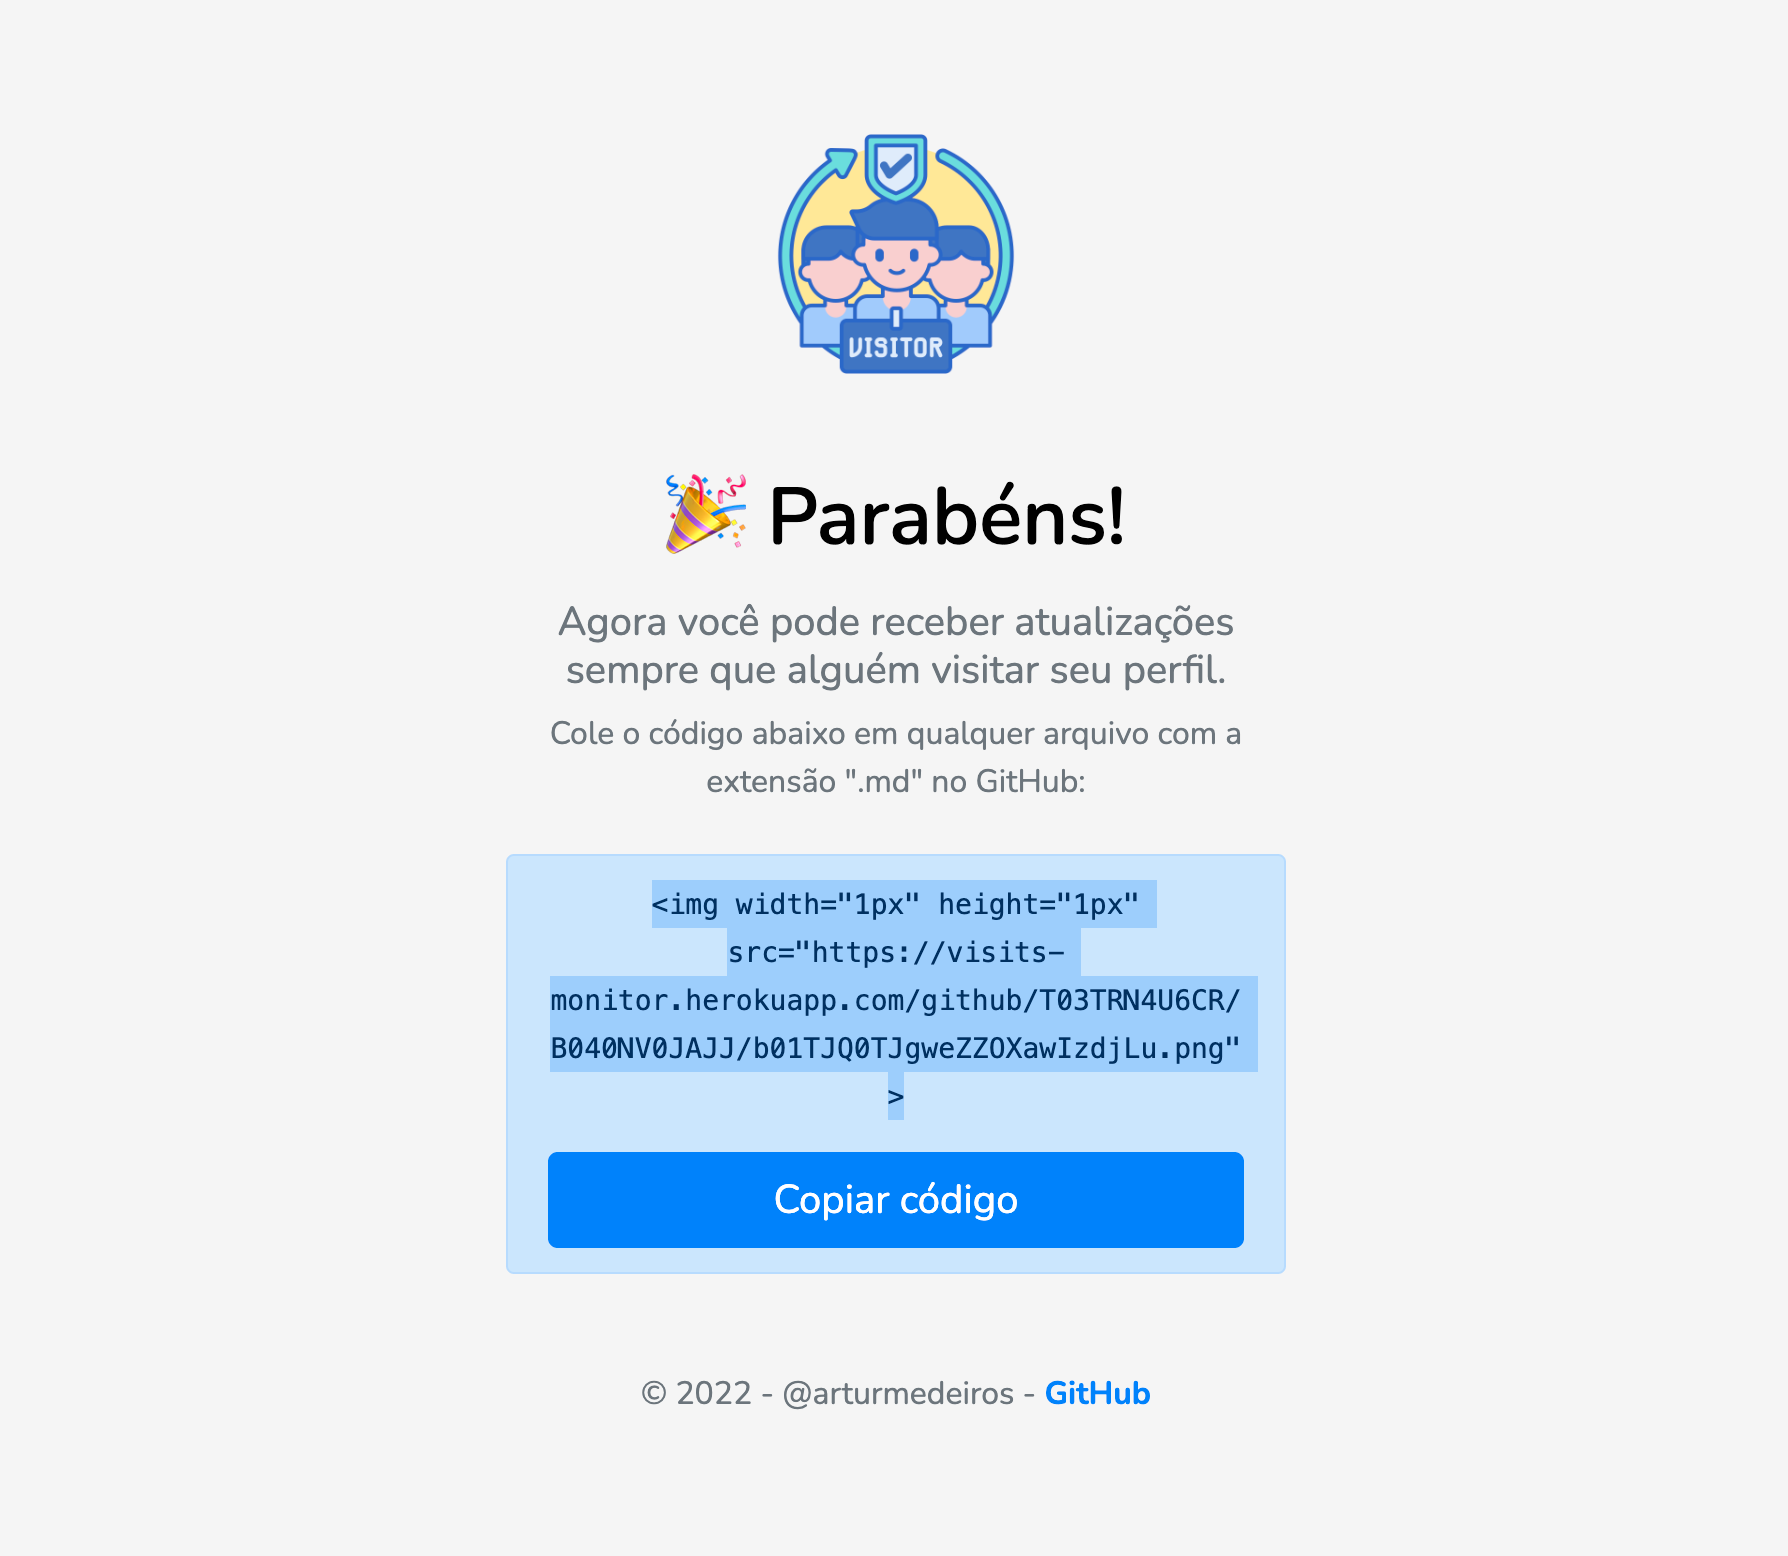 VISITOR
🎉 Parabéns!
Agora você pode receber atualizações
sempre que alguém visitar seu perfil.
Cole o código abaixo em qualquer arquivo com a
extensão ".md" no GitHub:
<img width="1px" height="1px"
src="https://visits-
monitor.herokuapp.com/github/T03TRN4U6CR/
B040NV0JAJJ/b01TJQ0TJgweZZOXawIzdjLu.png"
>
Copiar código
© 2022 - @arturmedeiros - GitHub